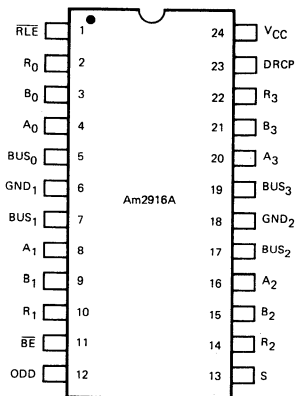 R̅L̅E̅ 1 24 VCC
R0 2 23 DRCP
B0 3 22 R3
A0 4 21 B3
BUS0 5 20 A3
GND1 6 19 BUS3
Am2916A
BUS1 7 18 GND2
A1 8 17 BUS2
B1 9 16 A2
R1 10 15 B2
B̅E̅ 11 14 R2
ODD 12 13 S